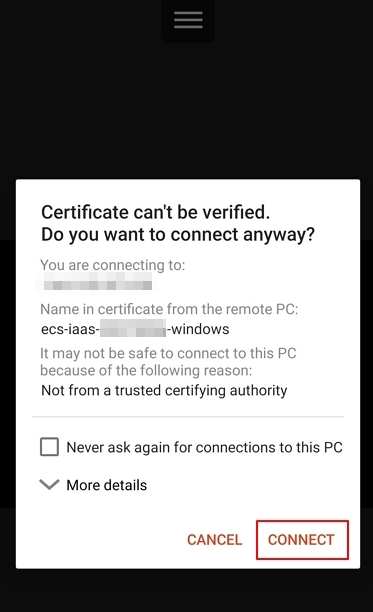 Certificate can't be verified.
Do you want to connect anyway?
You are connecting to:
Name in certificate from the remote PC:
ecs-iaas- -windows
It may not be safe to connect to this PC
because of the following reason:
Not from a trusted certifying authority
Never ask again for connections to this PC
More details
CANCEL
CONNECT